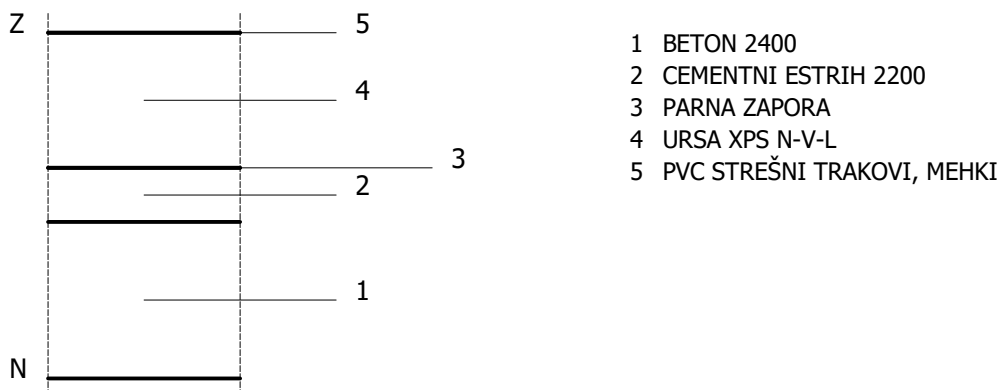 Z
5
4
3
2
1
N
1 BETON 2400
2 CEMENTNI ESTRIH 2200
3 PARNA ZAPORA
4 URSA XPS N-V-L
5 PVC STREŠNI TRAKOVI, MEHKI